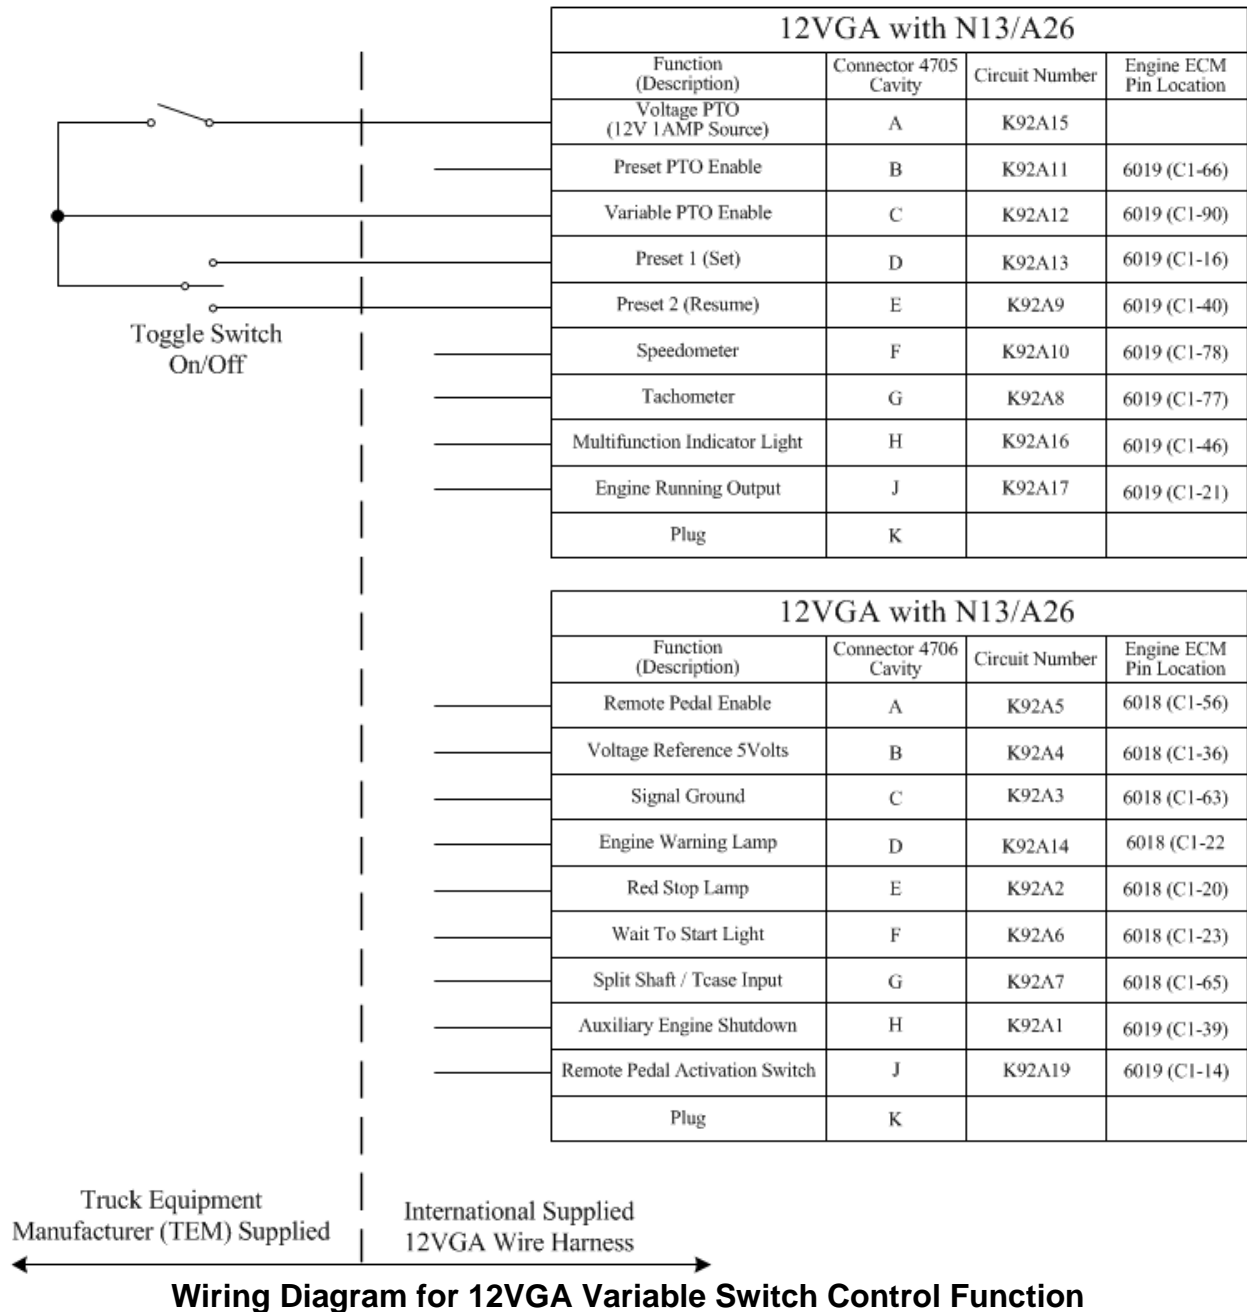 12VGA with N13/A26
Function
(Description)
Connector 4705
Cavity
Circuit Number
Engine ECM
Pin Location
Voltage PTO
(12V 1AMP Source)
A
K92A15
Preset PTO Enable
B
K92A11
6019 (C1-66)
Variable PTO Enable
C
K92A12
6019 (C1-90)
Preset 1 (Set)
D
K92A13
6019 (C1-16)
Preset 2 (Resume)
E
K92A9
6019 (C1-40)
Toggle Switch
On/Off
Speedometer
F
K92A10
6019 (C1-78)
Tachometer
G
K92A8
6019 (C1-77)
Multifunction Indicator Light
H
K92A16
6019 (C1-46)
Engine Running Output
J
K92A17
6019 (C1-21)
Plug
K
12VGA with N13/A26
Function
(Description)
Connector 4706
Cavity
Circuit Number
Engine ECM
Pin Location
Remote Pedal Enable
A
K92A5
6018 (C1-56)
Voltage Reference 5Volts
B
K92A4
6018 (C1-36)
Signal Ground
C
K92A3
6018 (C1-63)
Engine Warning Lamp
D
K92A14
6018 (C1-22
Red Stop Lamp
E
K92A2
6018 (C1-20)
Wait To Start Light
F
K92A6
6018 (C1-23)
Split Shaft / Tcase Input
G
K92A7
6018 (C1-65)
Auxiliary Engine Shutdown
H
K92A1
6019 (C1-39)
Remote Pedal Activation Switch
J
K92A19
6019 (C1-14)
Plug
K
Truck Equipment
Manufacturer (TEM) Supplied
International Supplied
12VGA Wire Harness
Wiring Diagram for 12VGA Variable Switch Control Function